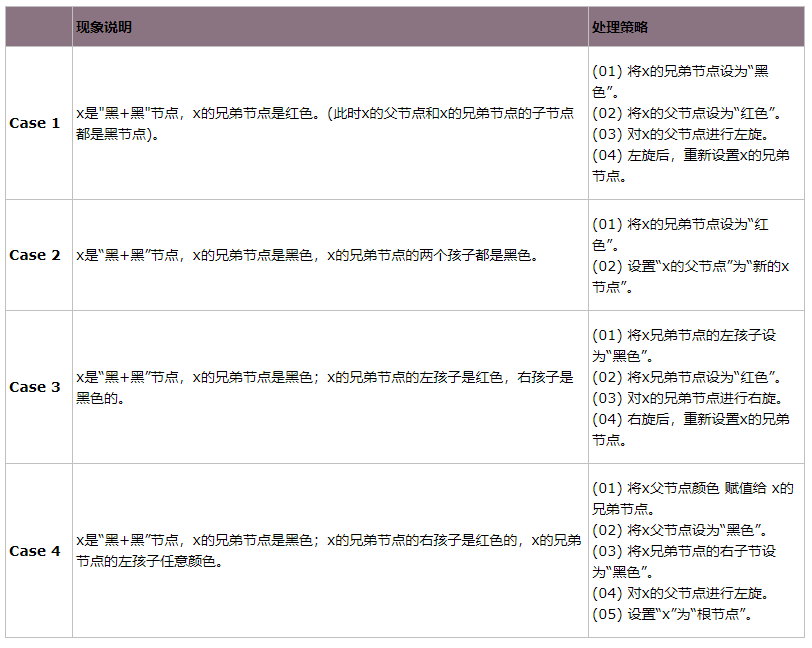 现象说明
处理策略
Case 1
x是"黑+黑"节点，x的兄弟节点是红色。(此时x的父节点和x的兄弟节点的子节点
都是黑节点)。
(01) 将x的兄弟节点设为“黑
色”。
(02) 将x的父节点设为“红色”。
(03) 对x的父节点进行左旋。
(04) 左旋后，重新设置x的兄弟
节点。
Case 2
x是“黑+黑”节点，x的兄弟节点是黑色，x的兄弟节点的两个孩子都是黑色。
(01) 将x的兄弟节点设为“红
色”。
(02) 设置“x的父节点”为“新的x
节点”。
Case 3
x是“黑+黑”节点，x的兄弟节点是黑色；x的兄弟节点的左孩子是红色，右孩子是
黑色的。
(01) 将x兄弟节点的左孩子设
为“黑色”。
(02) 将x兄弟节点设为“红色”。
(03) 对x的兄弟节点进行右旋。
(04) 右旋后，重新设置x的兄弟
节点。
Case 4
x是“黑+黑”节点，x的兄弟节点是黑色；x的兄弟节点的右孩子是红色的，x的兄弟
节点的左孩子任意颜色。
(01) 将x父节点颜色 赋值给 x的
兄弟节点。
(02) 将x父节点设为“黑色”。
(03) 将x兄弟节点的右子节设
为“黑色”。
(04) 对x的父节点进行左旋。
(05) 设置“x”为“根节点”。